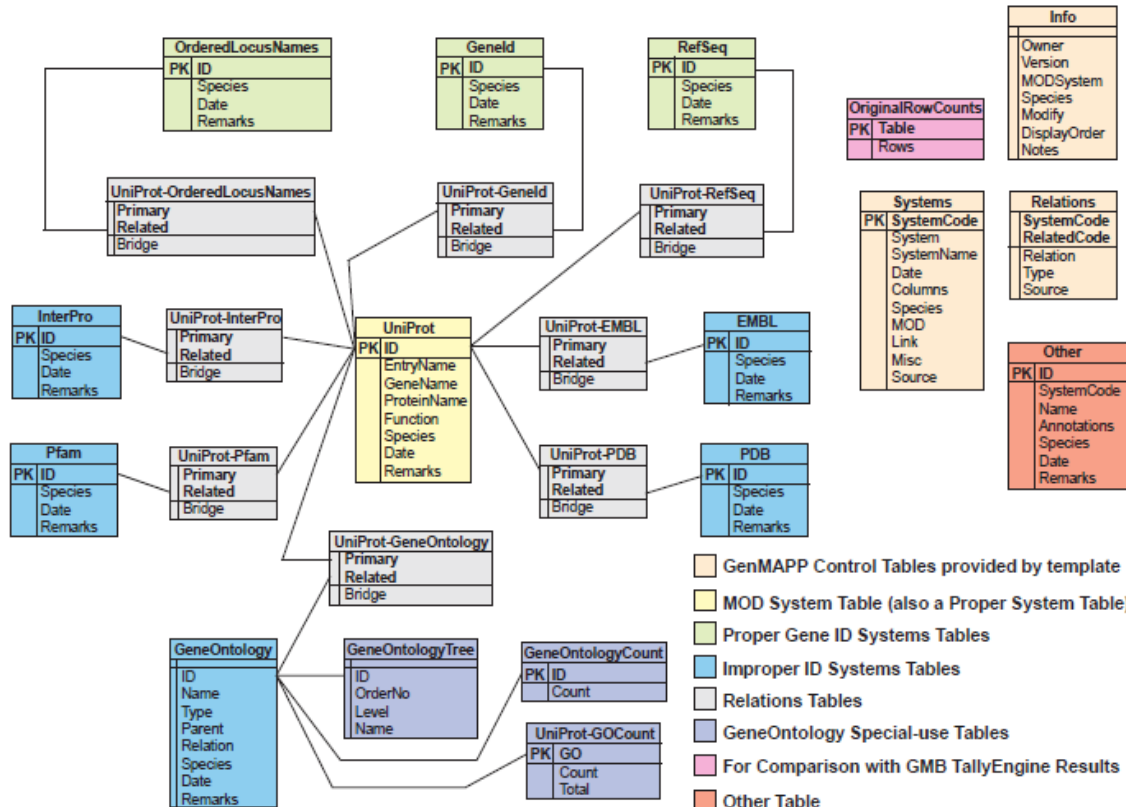 OrderedLocusNames
PK ID
Species
Date
Remarks
GeneId
PK ID
Species
Date
Remarks
RefSeq
PK ID
Species
Date
Remarks
Info
Owner
Version
MODSystem
Species
Modify
DisplayOrder
Notes
OriginalRowCounts
PK Table
Rows
UniProt-OrderedLocusNames
Primary
Related
Bridge
UniProt-GeneId
Primary
Related
Bridge
UniProt-RefSeq
Primary
Related
Bridge
Systems
PK SystemCode
System
SystemName
Date
Columns
Species
MOD
Link
Misc
Source
Relations
SystemCode
RelatedCode
Relation
Type
Source
InterPro
PK ID
Species
Date
Remarks
UniProt-InterPro
Primary
Related
Bridge
UniProt
PK ID
EntryName
GeneName
ProteinName
Function
Species
Date
Remarks
UniProt-EMBL
Primary
Related
Bridge
EMBL
PK ID
Species
Date
Remarks
Other
PK ID
SystemCode
Name
Annotations
Species
Date
Remarks
Pfam
PK ID
Species
Date
Remarks
UniProt-Pfam
Primary
Related
Bridge
UniProt-PDB
Primary
Related
Bridge
PDB
PK ID
Species
Date
Remarks
UniProt-GeneOntology
Primary
Related
Bridge
GeneOntology
ID
Name
Type
Parent
Relation
Species
Date
Remarks
GeneOntologyTree
ID
OrderNo
Level
Name
GeneOntologyCount
PK ID
Count
UniProt-GOCount
PK GO
Count
Total
GenMAPP Control Tables provided by template
MOD System Table (also a Proper System Table)
Proper Gene ID Systems Tables
Improper ID Systems Tables
Relations Tables
GeneOntology Special-use Tables
For Comparison with GMB TallyEngine Results
Other Table